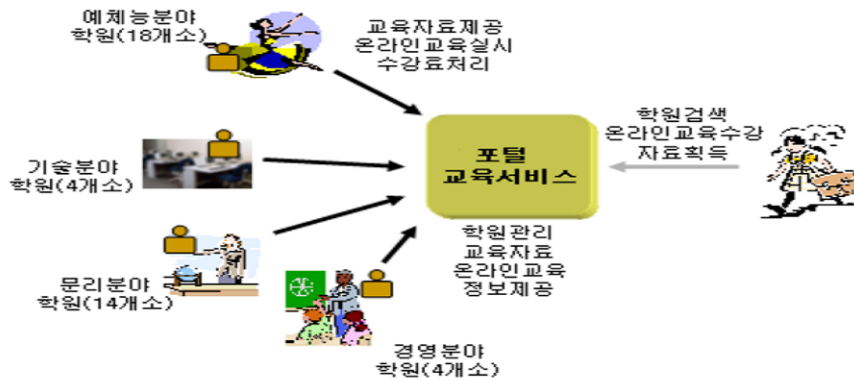 예체능분야
학원(18개소)
교육자료제공
온라인교육실시
수강료처리
기술분야
학원(4개소)
포털
교육서비스
학원검색
온라인교육수강
자료획득
문리분야
학원(14개소)
학원관리
교육자료
온라인교육
정보제공
경영분야
학원(4개소)